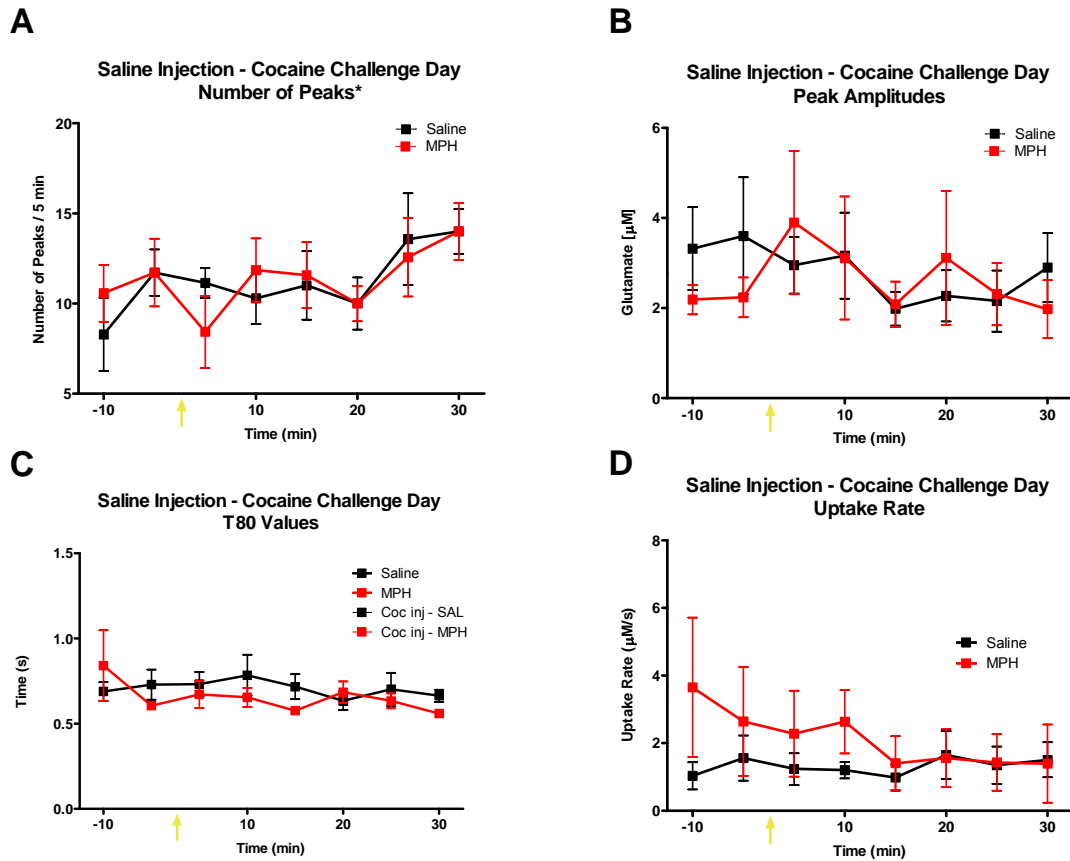 A
Saline Injection - Cocaine Challenge Day
Number of Peaks*
Saline
MPH
Number of Peaks / 5 min
20
15
10
5
-10
10
20
30
Time (min)
B
Saline Injection - Cocaine Challenge Day
Peak Amplitudes
Saline
MPH
Glutamate [μM]
6
4
2
0
-10
10
20
30
Time (min)
C
Saline Injection - Cocaine Challenge Day
T80 Values
Saline
MPH
Coc inj - SAL
Coc inj - MPH
Time (s)
1.5
1.0
0.5
0.0
-10
10
20
30
Time (min)
D
Saline Injection - Cocaine Challenge Day
Uptake Rate
Saline
MPH
Uptake Rate (μM/s)
8
6
4
2
0
-10
10
20
30
Time (min)